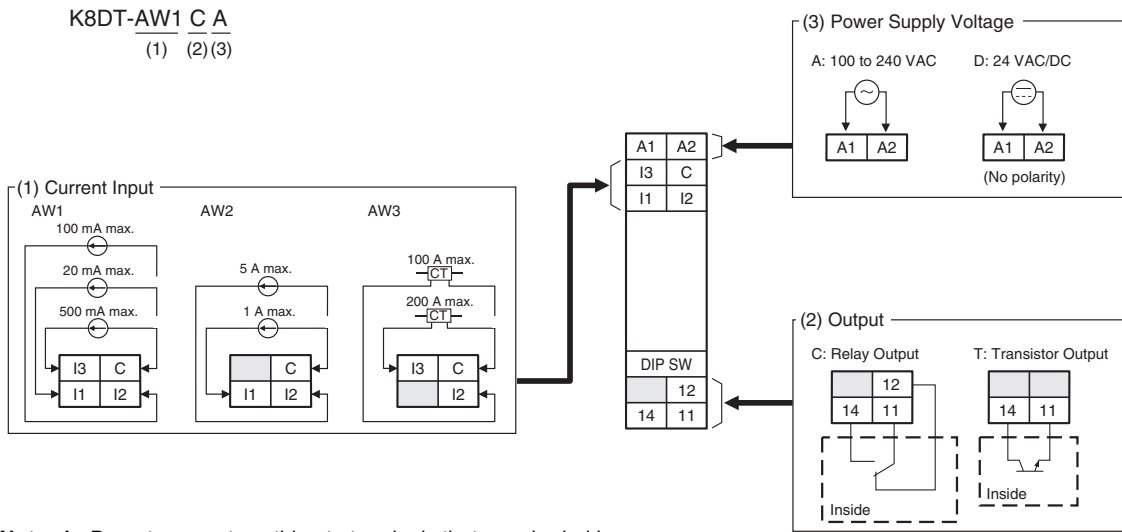 K8DT-AW1 C A
(1) (2) (3)
(3) Power Supply Voltage
A: 100 to 240 VAC D: 24 VAC/DC
A1 A2 A1 A2
(No polarity)
A1 A2
I3 C
I1 I2
DIP SW
12
14 11
(1) Current Input
AW1 AW2 AW3
100 mA max.
20 mA max.
500 mA max.
I3 C
I1 I2
5 A max.
1 A max.
C
I1 I2
100 A max.
CT
200 A max.
CT
I3 C
I2
(2) Output
C: Relay Output T: Transistor Output
12
14 11 14 11
Inside Inside